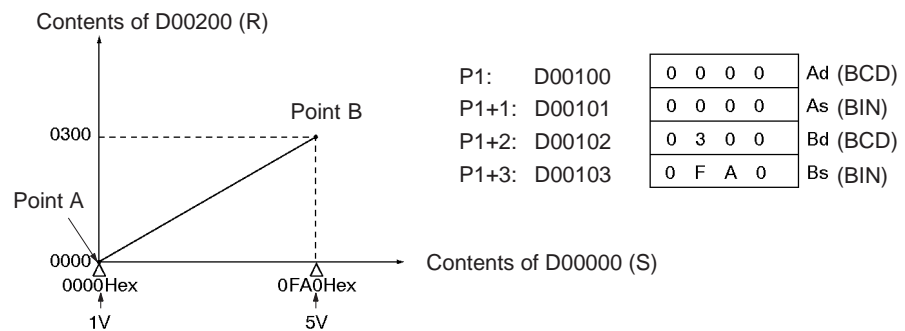 Contents of D00200 (R)
Point B
0300
Point A
0000
0000Hex
0FA0Hex
1V
5V
Contents of D00000 (S)
P1: D00100 0 0 0 0 Ad (BCD)
P1+1: D00101 0 0 0 0 As (BIN)
P1+2: D00102 0 3 0 0 Bd (BCD)
P1+3: D00103 0 F A 0 Bs (BIN)